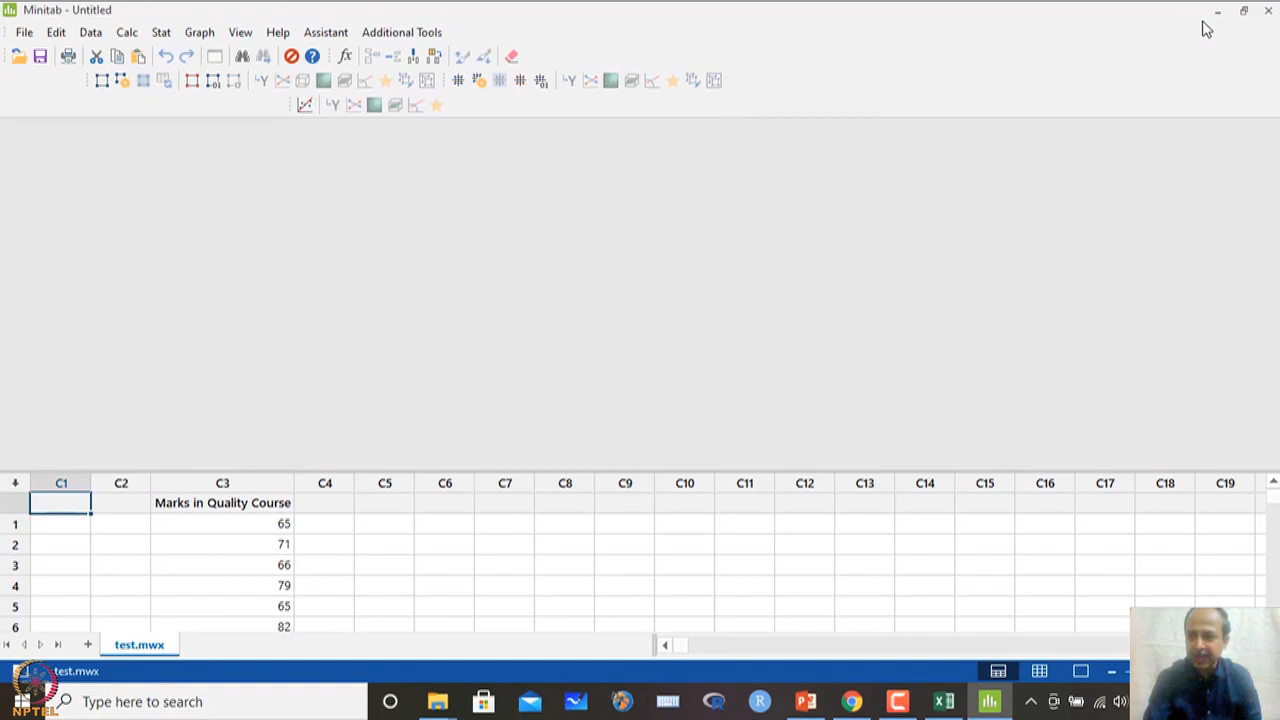 Minitab - Untitled
File Edit Data Calc Stat Graph View Help Assistant Additional Tools
C1 C2 C3 C4 C5 C6 C7 C8 C9 C10 C11 C12 C13 C14 C15 C16 C17 C18 C19
Marks in Quality Course
1 65
2 71
3 66
4 79
5 65
6 82
test.mwx
test.mwx
Type here to search
NPTEL